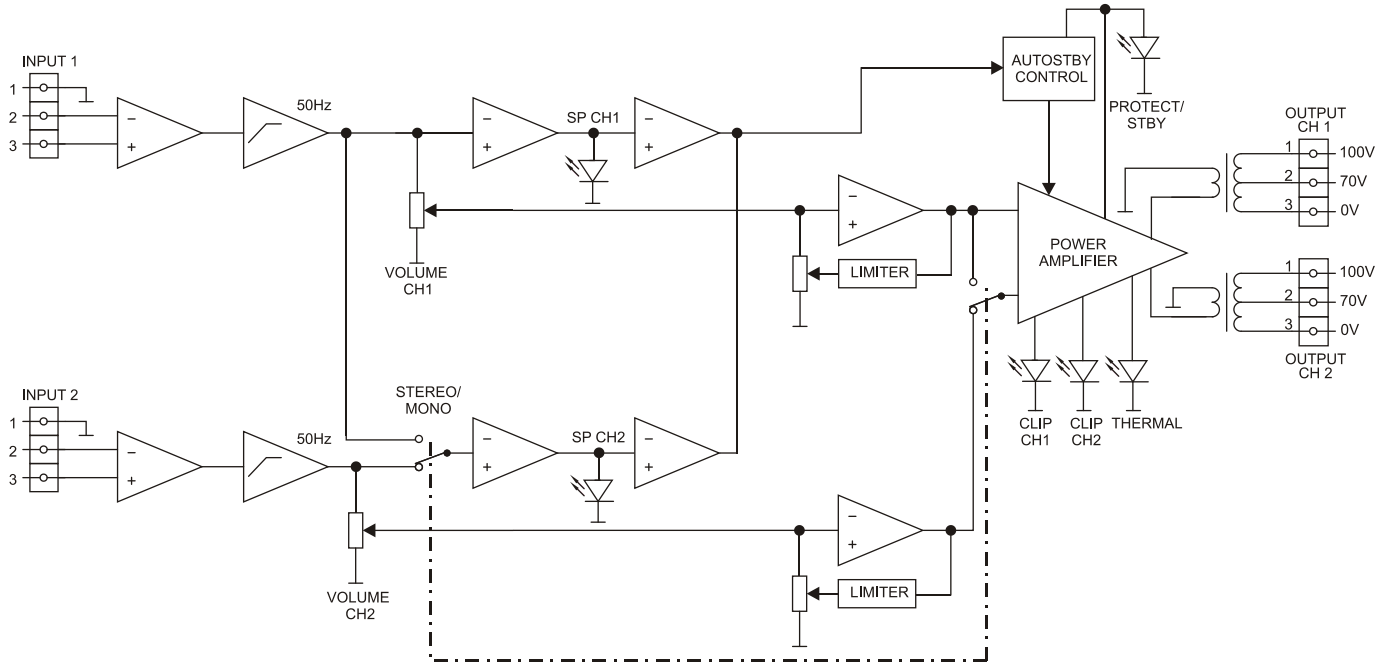 INPUT 1
1
2
3
−
+
50Hz
−
+
SP CH1
−
+
AUTOSTBY
CONTROL
PROTECT/
STBY
OUTPUT
CH 1
1
100V
2
70V
3
0V
VOLUME
CH1
−
+
LIMITER
POWER
AMPLIFIER
1
100V
2
70V
3
0V
OUTPUT
CH 2
CLIP
CH1
CLIP
CH2
THERMAL
INPUT 2
1
2
3
−
+
50Hz
STEREO/
MONO
−
+
SP CH2
−
+
VOLUME
CH2
−
+
LIMITER